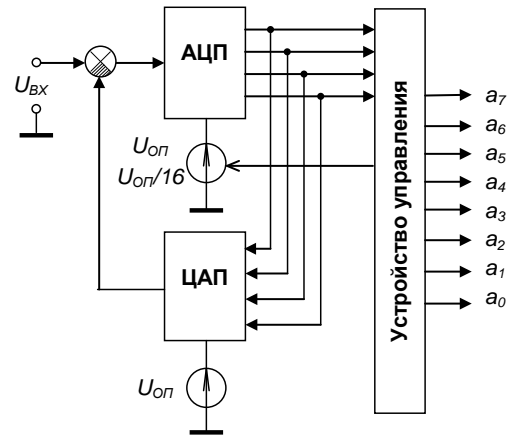 АЦП
U_ВХ
U_ОП
U_ОП/16
ЦАП
U_ОП
Устройство управления
a_7
a_6
a_5
a_4
a_3
a_2
a_1
a_0